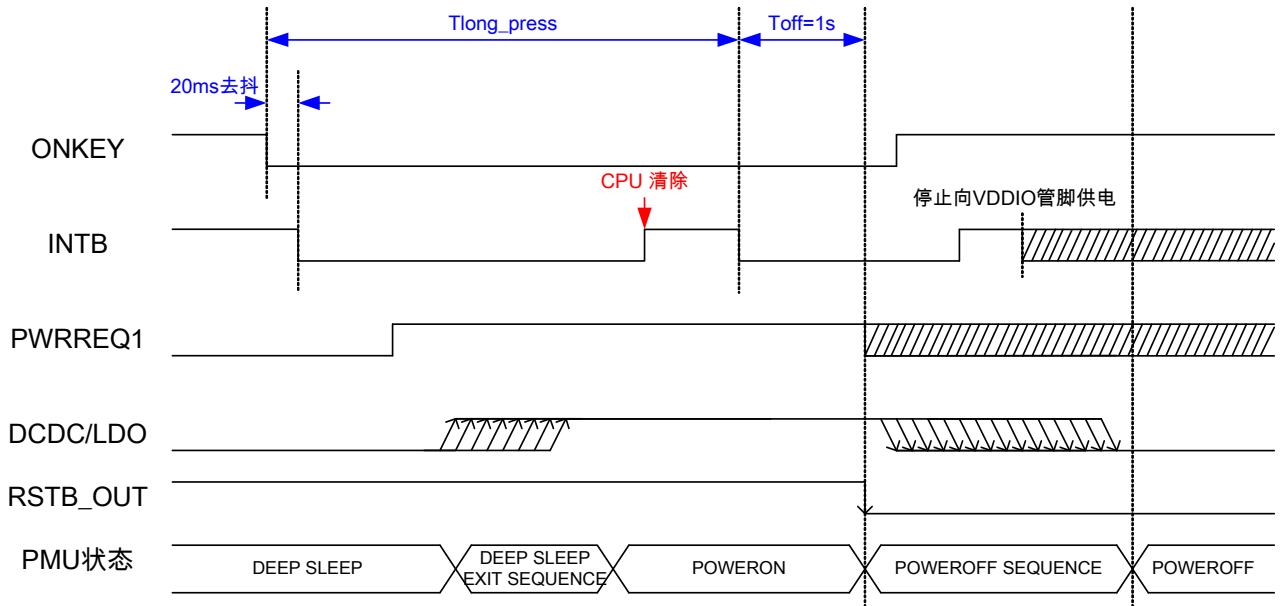 Tlong_press
Toff=1s
20ms去抖
ONKEY
CPU 清除
停止向VDDIO管脚供电
INTB
PWRREQ1
DCDC/LDO
RSTB_OUT
PMU状态
DEEP SLEEP
DEEP SLEEP
EXIT SEQUENCE
POWERON
POWEROFF SEQUENCE
POWEROFF